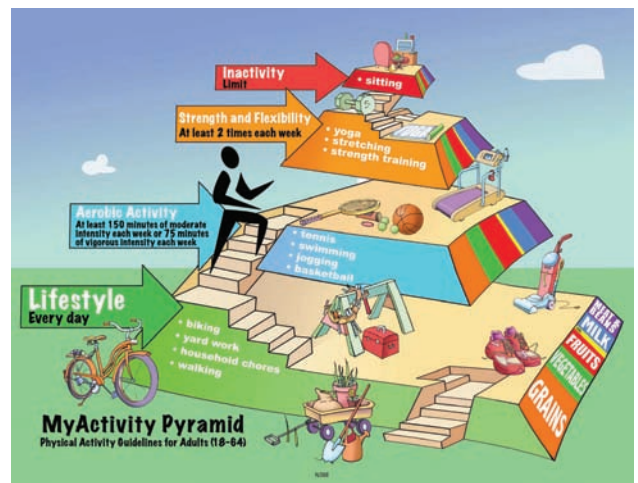 Inactivity
Limit
• sitting
Strength and Flexibility
At least 2 times each week
• yoga
• stretching
• strength training
Aerobic Activity
At least 150 minutes of moderate
intensity each week or 75 minutes
of vigorous intensity each week
• tennis
• swimming
• jogging
• basketball
Lifestyle
Every day
• biking
• yard work
• household chores
• walking
MEAT & BEANS
MILK
FRUITS
VEGETABLES
GRAINS
MyActivity Pyramid
Physical Activity Guidelines for Adults (18-64)